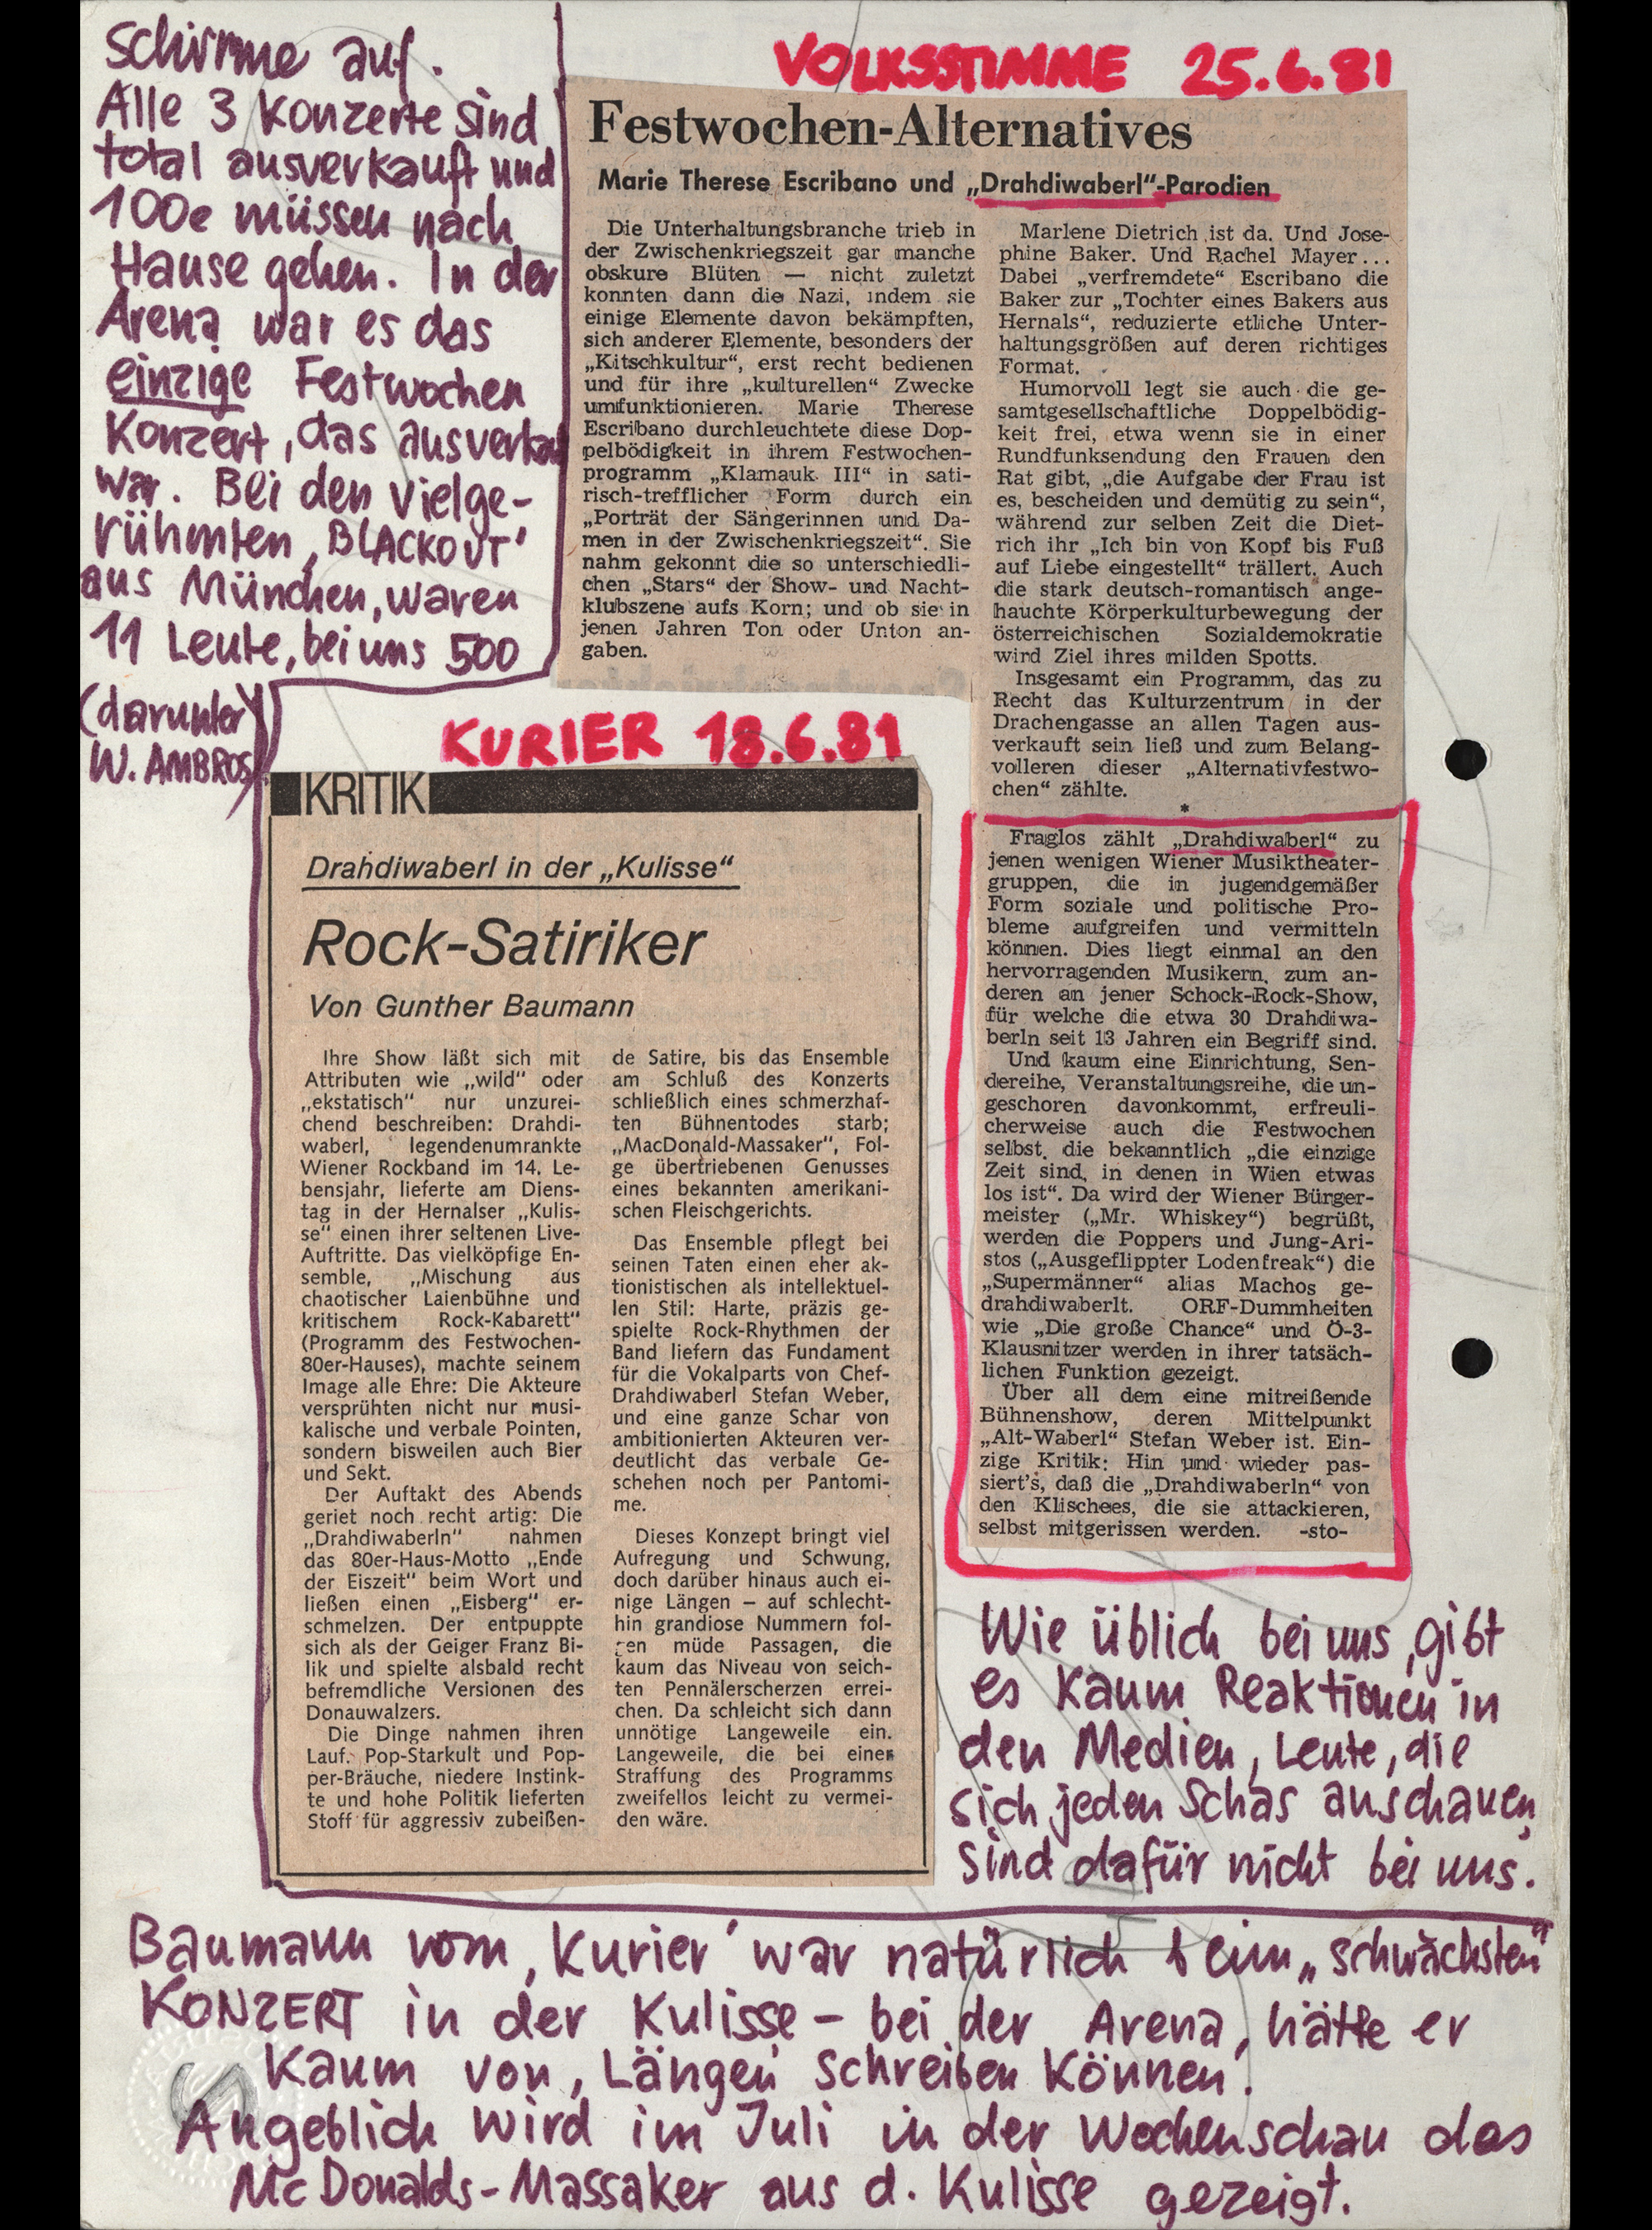 schirme auf.
Alle 3 Konzerte sind
total ausverkauft und
100e müssen nach
Hause gehen. In der
Arena war es das
einzige Festwochen
Konzert, das ausverkau
war. Bei den vielge-
rühmten ‚BLACKOUT'
aus München, waren
11 Leute, bei uns 500
(darunter
W. AMBROS)
VOLKSSTIMME 25.6.81
Festwochen-Alternatives
Marie Therese Escribano und „Drahdiwaberl“-Parodien
Die Unterhaltungsbranche trieb in
der Zwischenkriegszeit gar manche
obskure Blüten — nicht zuletzt
konnten dann die Nazi, indem sie
einige Elemente davon bekämpften,
sich anderer Elemente, besonders der
„Kitschkultur“, erst recht bedienen
und für ihre „kulturellen“ Zwecke
umfunktionieren. Marie Therese
Escribano durchleuchtete diese Dop-
pelbödigkeit in ihrem Festwochen-
programm „Klamauk III“ in sati-
risch-trefflicher Form durch ein
„Porträt der Sängerinnen und Da-
men in der Zwischenkriegszeit“. Sie
nahm gekonnt die so unterschiedli-
chen „Stars“ der Show- und Nacht-
klubszene aufs Korn; und ob sie in
jenen Jahren Ton oder Unton an-
gaben.
Marlene Dietrich ist da. Und Jose-
phine Baker. Und Rachel Mayer...
Dabei „verfremdete“ Escribano die
Baker zur „Tochter eines Bakers aus
Hernals“, reduzierte etliche Unter-
haltungsgrößen auf deren richtiges
Format.
Humorvoll legt sie auch die ge-
samtgesellschaftliche Doppelbödig-
keit frei, etwa wenn sie in einer
Rundfunksendung den Frauen den
Rat gibt, „die Aufgabe der Frau ist
es, bescheiden und demütig zu sein“,
während zur selben Zeit die Diet-
rich ihr „Ich bin von Kopf bis Fuß
auf Liebe eingestellt“ trällert. Auch
die stark deutsch-romantisch ange-
hauchte Körperkulturbewegung der
österreichischen Sozialdemokratie
wird Ziel ihres milden Spotts.
Insgesamt ein Programm, das zu
Recht das Kulturzentrum in der
Drachengasse an allen Tagen aus-
verkauft sein ließ und zum Belang-
volleren dieser „Alternativfestwo-
chen“ zählte.
*
Fraglos zählt „Drahdiwaberl“ zu
jenen wenigen Wiener Musiktheater-
gruppen, die in jugendgemäßer
Form soziale und politische Pro-
bleme aufgreifen und vermitteln
können. Dies liegt einmal an den
hervorragenden Musikern, zum an-
deren an jener Schock-Rock-Show,
für welche die etwa 30 Drahdiwa-
berln seit 13 Jahren ein Begriff sind.
Und kaum eine Einrichtung, Sen-
dereihe, Veranstaltungsreihe, die un-
geschoren davonkommt, erfreuli-
cherweise auch die Festwochen
selbst, die bekanntlich „die einzige
Zeit sind, in denen in Wien etwas
los ist“. Da wird der Wiener Bürger-
meister („Mr. Whiskey“) begrüßt,
werden die Poppers und Jung-Ari-
stos („Ausgeflippter Lodenfreak“) die
„Supermänner“ alias Machos ge-
drahdiwaberlt. ORF-Dummheiten
wie „Die große Chance“ und Ö-3-
Klausnitzer werden in ihrer tatsäch-
lichen Funktion gezeigt.
Über all dem eine mitreißende
Bühnenshow, deren Mittelpunkt
„Alt-Waberl“ Stefan Weber ist. Ein-
zige Kritik: Hin und wieder pas-
siert's, daß die „Drahdiwaberln“ von
den Klischees, die sie attackieren,
selbst mitgerissen werden. -sto-
KURIER 18.6.81
KRITIK
Drahdiwaberl in der „Kulisse“
Rock-Satiriker
Von Gunther Baumann
Ihre Show läßt sich mit
Attributen wie „wild“ oder
„ekstatisch“ nur unzurei-
chend beschreiben: Drahdi-
waberl, legendenumrankte
Wiener Rockband im 14. Le-
bensjahr, lieferte am Diens-
tag in der Hernalser „Kulis-
se“ einen ihrer seltenen Live-
Auftritte. Das vielköpfige En-
semble, „Mischung aus
chaotischer Laienbühne und
kritischem Rock-Kabarett“
(Programm des Festwochen-
80er-Hauses), machte seinem
Image alle Ehre: Die Akteure
versprühten nicht nur musi-
kalische und verbale Pointen,
sondern bisweilen auch Bier
und Sekt.
Der Auftakt des Abends
geriet noch recht artig: Die
„Drahdiwaberln“ nahmen
das 80er-Haus-Motto „Ende
der Eiszeit“ beim Wort und
ließen einen „Eisberg“ er-
schmelzen. Der entpuppte
sich als der Geiger Franz Bi-
lik und spielte alsbald recht
befremdliche Versionen des
Donauwalzers.
Die Dinge nahmen ihren
Lauf. Pop-Starkult und Pop-
per-Bräuche, niedere Instink-
te und hohe Politik lieferten
Stoff für aggressiv zubeißen-
de Satire, bis das Ensemble
am Schluß des Konzerts
schließlich eines schmerzhaf-
ten Bühnentodes starb;
„MacDonald-Massaker“, Fol-
ge übertriebenen Genusses
eines bekannten amerikani-
schen Fleischgerichts.
Das Ensemble pflegt bei
seinen Taten einen eher ak-
tionistischen als intellektuel-
len Stil: Harte, präzis ge-
spielte Rock-Rhythmen der
Band liefern das Fundament
für die Vokalparts von Chef-
Drahdiwaberl Stefan Weber,
und eine ganze Schar von
ambitionierten Akteuren ver-
deutlicht das verbale Ge-
schehen noch per Pantomi-
me.
Dieses Konzept bringt viel
Aufregung und Schwung,
doch darüber hinaus auch ei-
nige Längen – auf schlecht-
hin grandiose Nummern fol-
gen müde Passagen, die
kaum das Niveau von seich-
ten Pennälerscherzen errei-
chen. Da schleicht sich dann
unnötige Langeweile ein.
Langeweile, die bei einer
Straffung des Programms
zweifellos leicht zu vermei-
den wäre.
Wie üblich bei uns, gibt
es kaum Reaktionen in
den Medien, Leute, die
sich jeden Schas anschauen,
sind dafür nicht bei uns.
Baumann vom ‚Kurier' war natürlich beim „schwächsten“
KONZERT in der Kulisse – bei der Arena, hätte er
kaum von ‚Längen' schreiben können.
Angeblich wird im Juli in der Wochenschau das
McDonalds-Massaker aus d. Kulisse gezeigt.